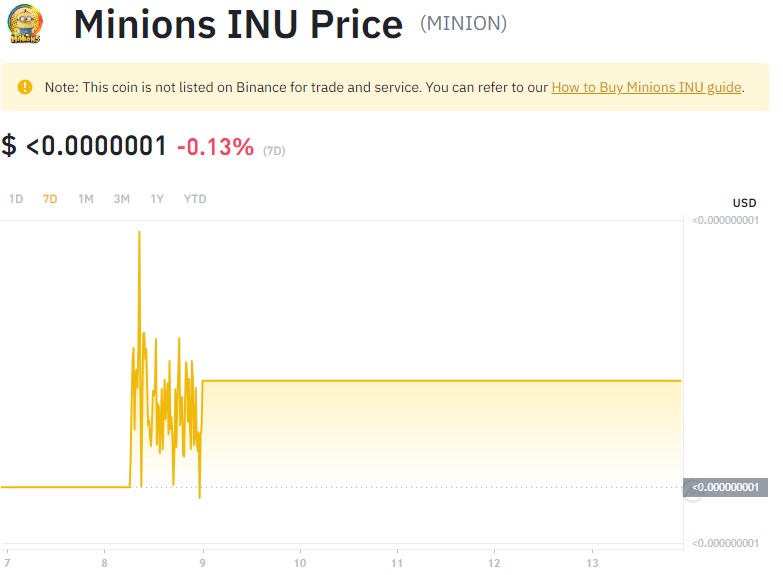 Minions INU Price (MINION)
Note: This coin is not listed on Binance for trade and service. You can refer to our How to Buy Minions INU guide.
$ <0.0000001 -0.13% (7D)
1D 7D 1M 3M 1Y YTD
USD
<0.000000001
<0.000000001
<0.000000001
7 8 9 10 11 12 13